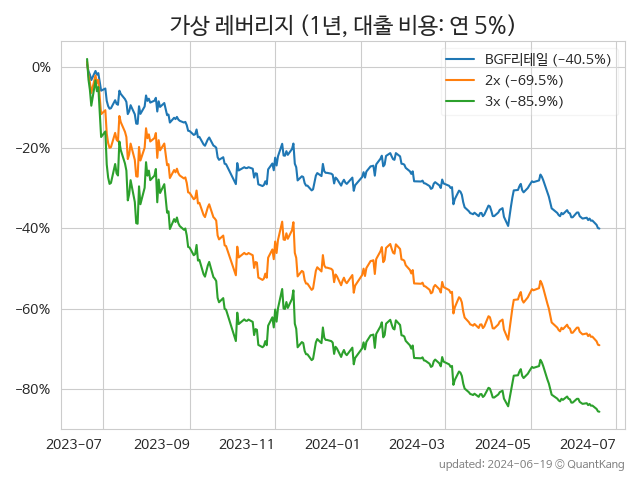 가상 레버리지 (1년, 대출 비용: 연 5%)
BGF리테일 (−40.5%)
2x (−69.5%)
3x (−85.9%)
0%
−20%
−40%
−60%
−80%
2023-07
2023-09
2023-11
2024-01
2024-03
2024-05
2024-07
updated: 2024-06-19 © QuantKang